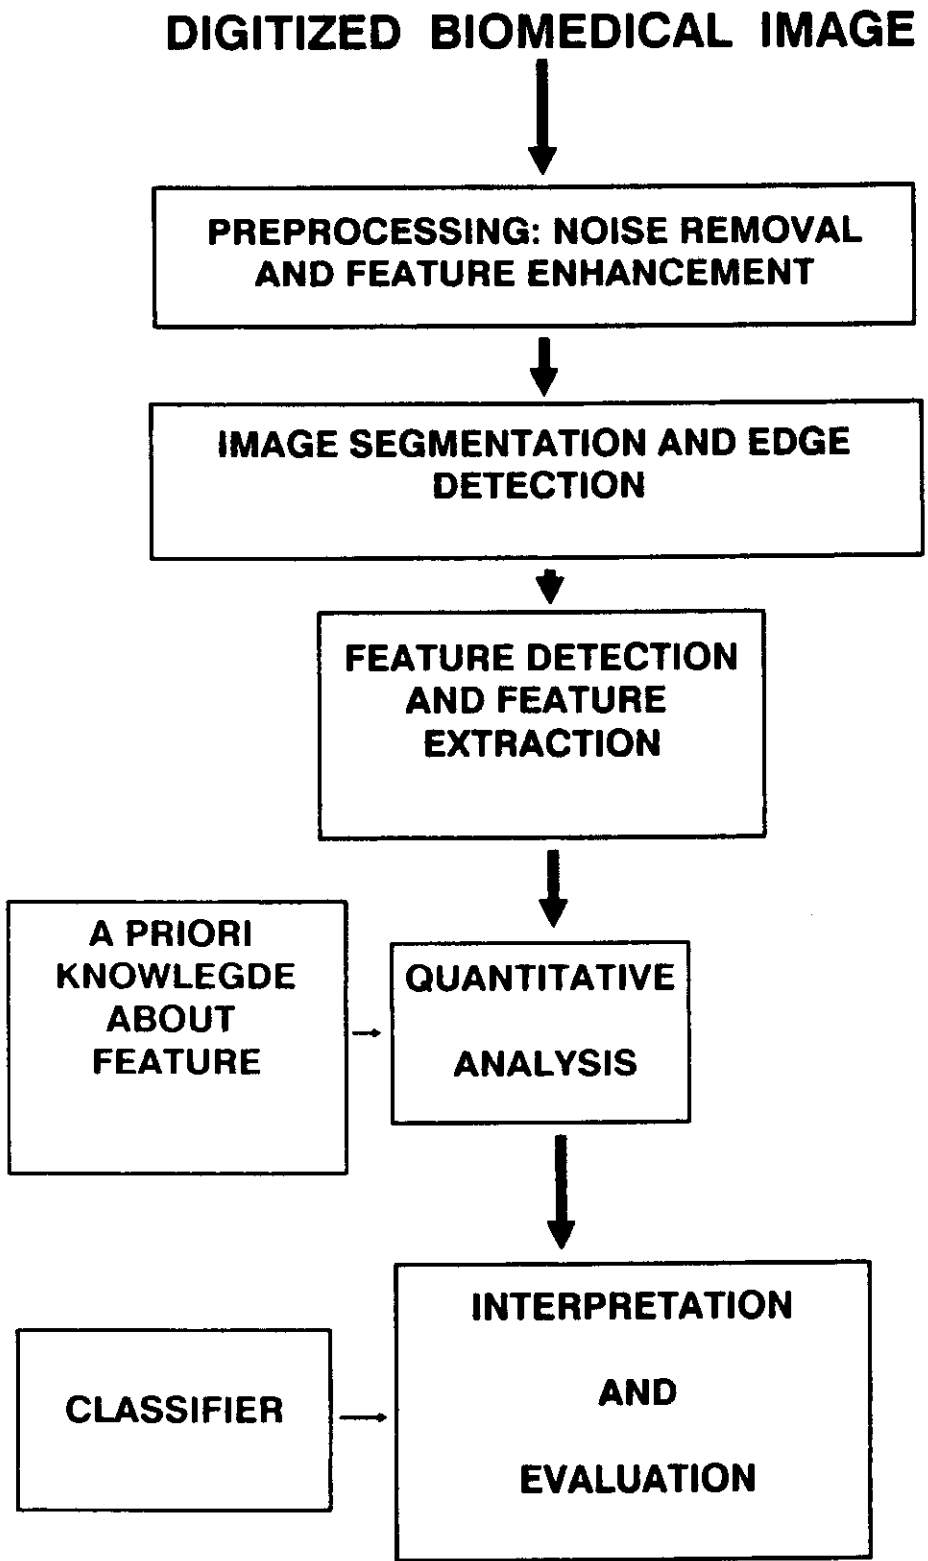 DIGITIZED BIOMEDICAL IMAGE
PREPROCESSING: NOISE REMOVAL
AND FEATURE ENHANCEMENT
IMAGE SEGMENTATION AND EDGE
DETECTION
FEATURE DETECTION
AND FEATURE
EXTRACTION
A PRIORI
KNOWLEGDE
ABOUT
FEATURE
QUANTITATIVE
ANALYSIS
CLASSIFIER
INTERPRETATION
AND
EVALUATION